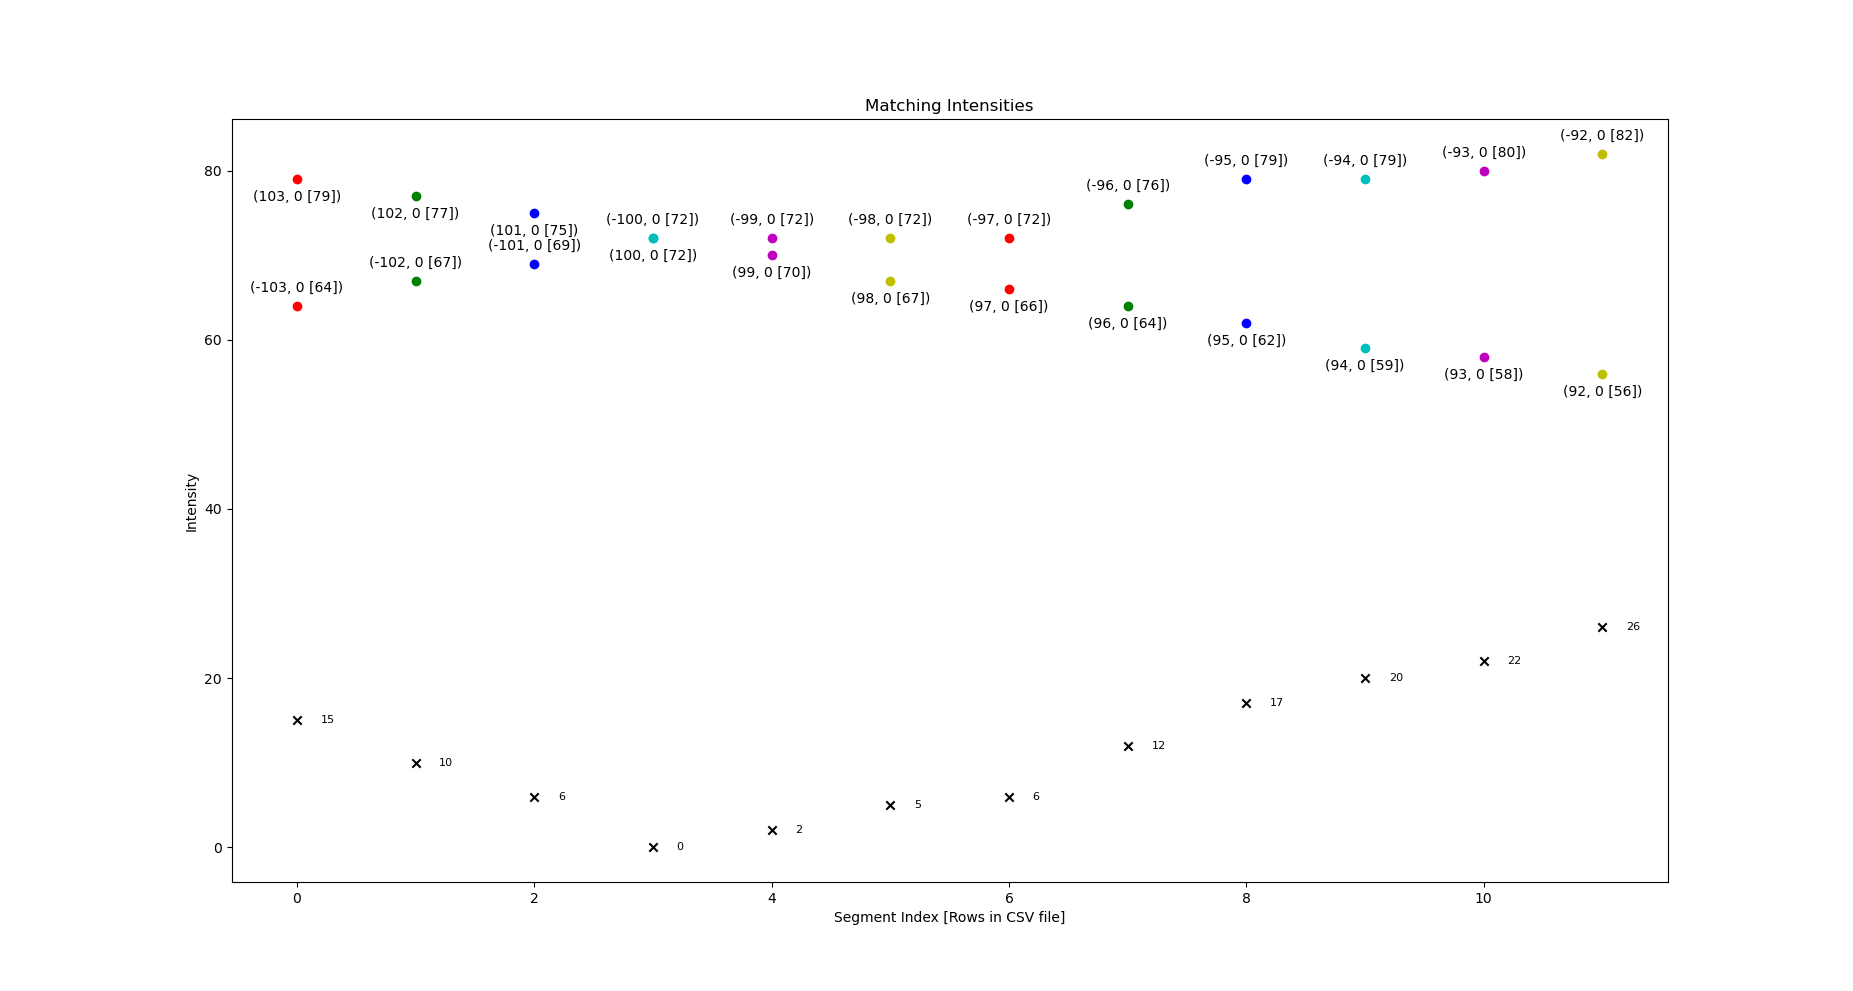 Matching Intensities
(-92, 0 [82])
(-93, 0 [80])
(-95, 0 [79])
(-94, 0 [79])
80
(-96, 0 [76])
(103, 0 [79])
(102, 0 [77])
(-100, 0 [72])
(-99, 0 [72])
(-98, 0 [72])
(-97, 0 [72])
(101, 0 [75])
(-101, 0 [69])
(100, 0 [72])
(-102, 0 [67])
(99, 0 [70])
(-103, 0 [64])
(98, 0 [67])
(97, 0 [66])
(96, 0 [64])
60
(95, 0 [62])
(94, 0 [59])
(93, 0 [58])
(92, 0 [56])
Intensity
40
26
22
20
20
17
15
12
10
6
6
5
2
0
0
0
2
4
6
8
10
Segment Index [Rows in CSV file]